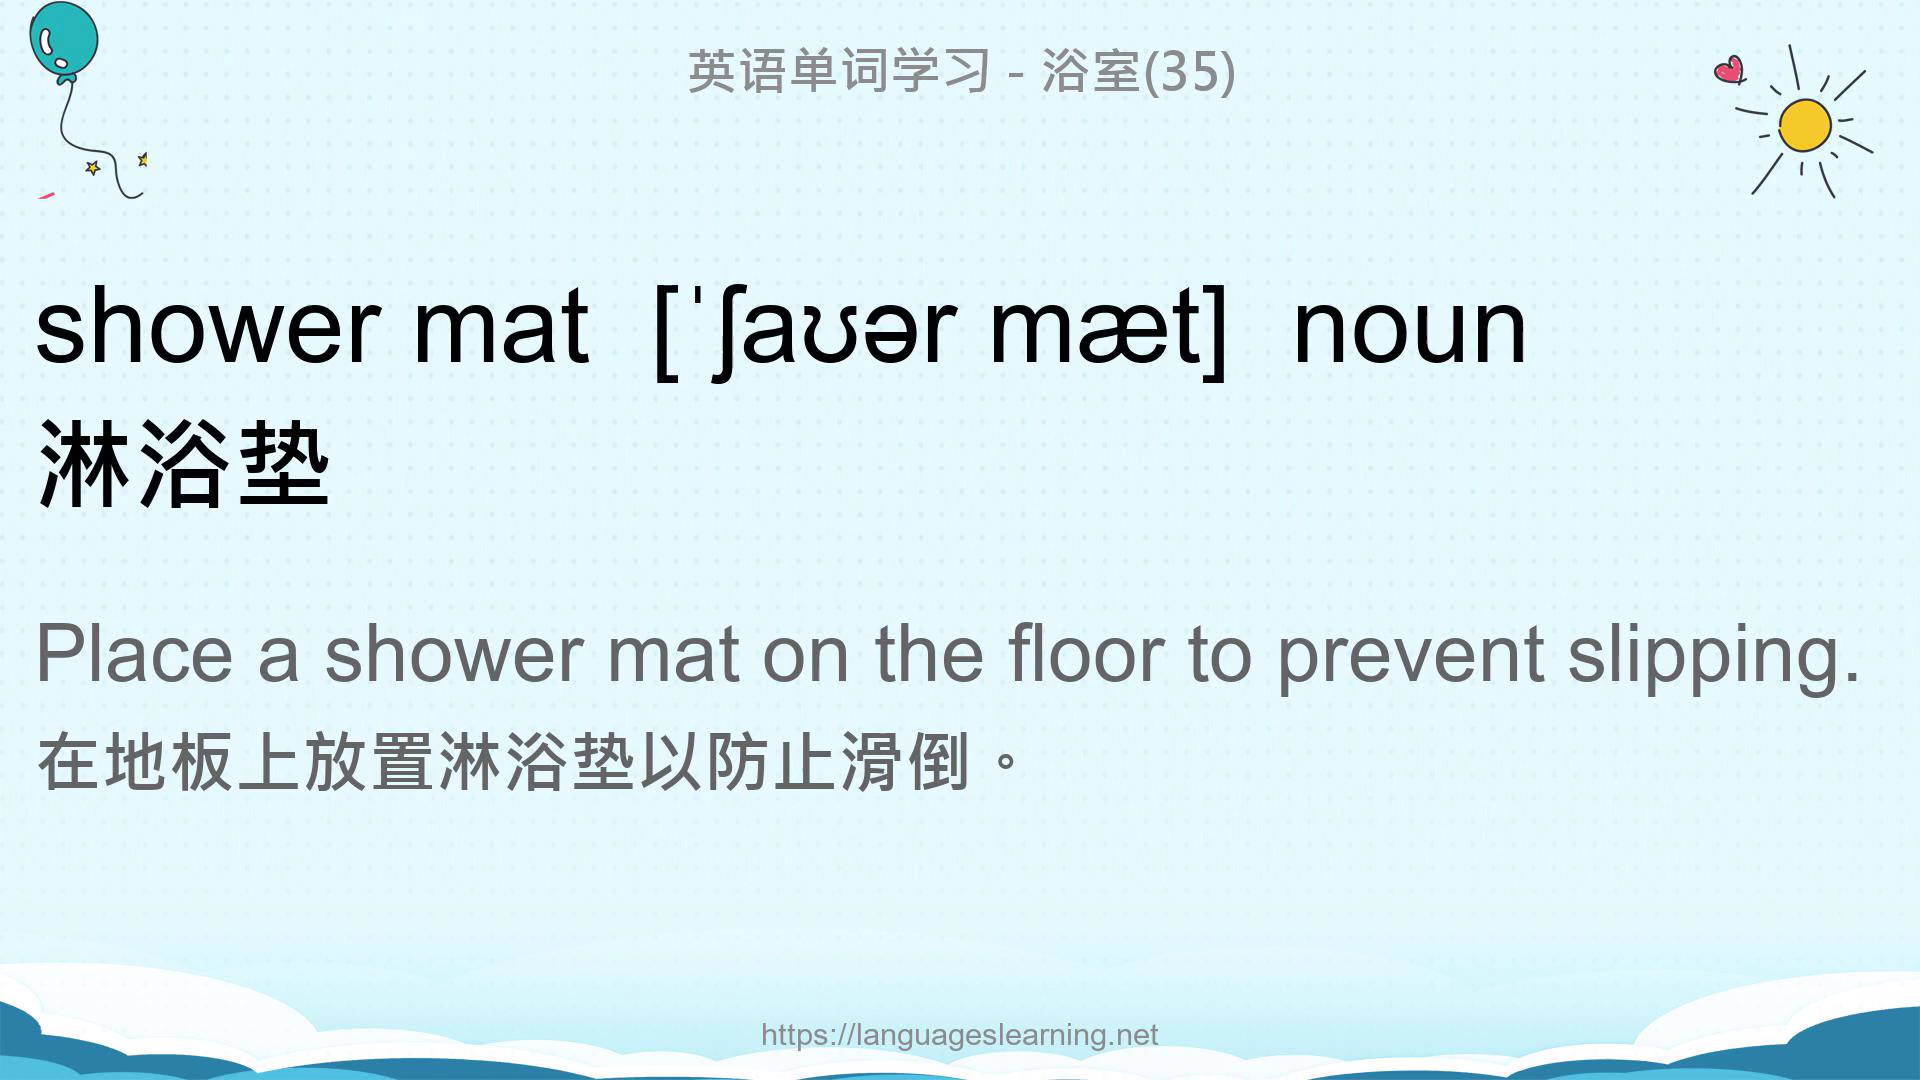 英语单词学习 - 浴室(35)
shower mat [ˈʃaʊər mæt] noun
淋浴垫
Place a shower mat on the floor to prevent slipping.
在地板上放置淋浴垫以防止滑倒。
https://languageslearning.net